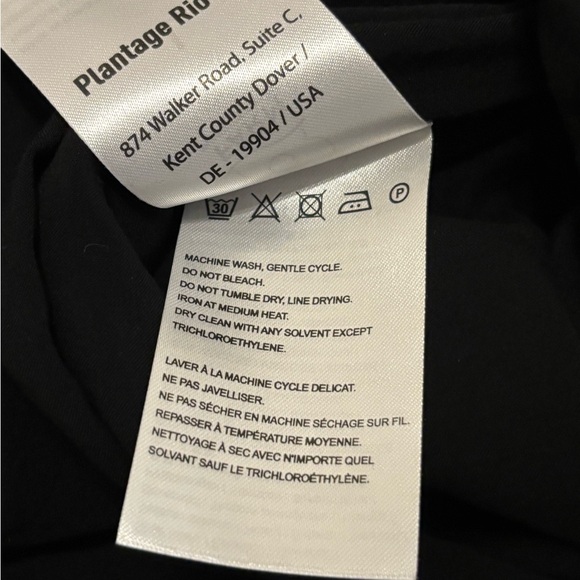 Plantage Rio
874 Walker Road, Suite C,
Kent County Dover /
DE - 19904 / USA
30 P
MACHINE WASH, GENTLE CYCLE.
DO NOT BLEACH.
DO NOT TUMBLE DRY, LINE DRYING.
IRON AT MEDIUM HEAT.
DRY CLEAN WITH ANY SOLVENT EXCEPT
TRICHLOROETHYLENE.
LAVER À LA MACHINE CYCLE DELICAT.
NE PAS JAVELLISER.
NE PAS SÉCHER EN MACHINE SÉCHAGE SUR FIL.
REPASSER À TEMPÉRATURE MOYENNE.
NETTOYAGE À SEC AVEC N'IMPORTE QUEL
SOLVANT SAUF LE TRICHLOROÉTHYLÈNE.